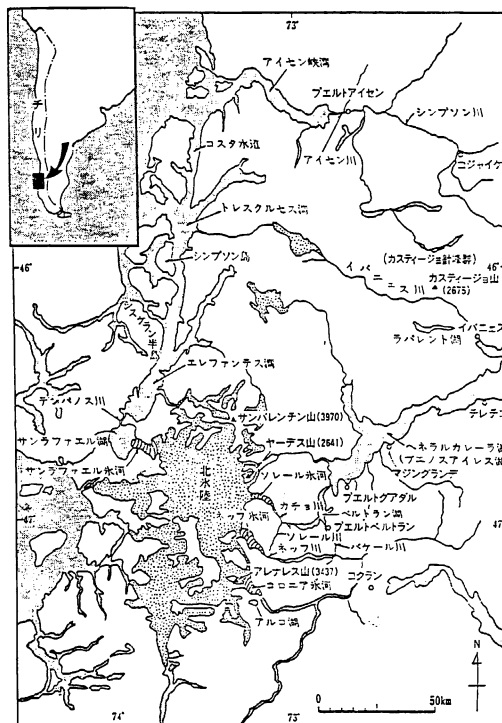 チリ
73°
アイセン峡湾
プエルトアイセン
シンプソン川
コスタ水道
アイセン川
コジャイケ
トレスクルセス湾
46°
シンプソン島
(カスティージョ計凌群)
イバニェス川
カスティージョ山
(2675)
46°
イバニェス
ラパレント湖
エレファンテス湾
テンパノス川
サンバレンチン山(3970)
サンラファエル湖
ヤーデス山(2641)
サンラファエル氷河
ソレール氷河
ヘネラルカレーラ湖
(ブエノスアイレス湖)
マジングランデ
北氷陸
プエルトグアダル
カチョ川
ベルトラン湖
47°
ネッフ氷河
プエルトベルトラン
47°
ソレール川
ネッフ川
バケール川
アレナレス山(3437)
コロニア氷河
コクラン
アルコ湖
N
0
50km
74°
73°